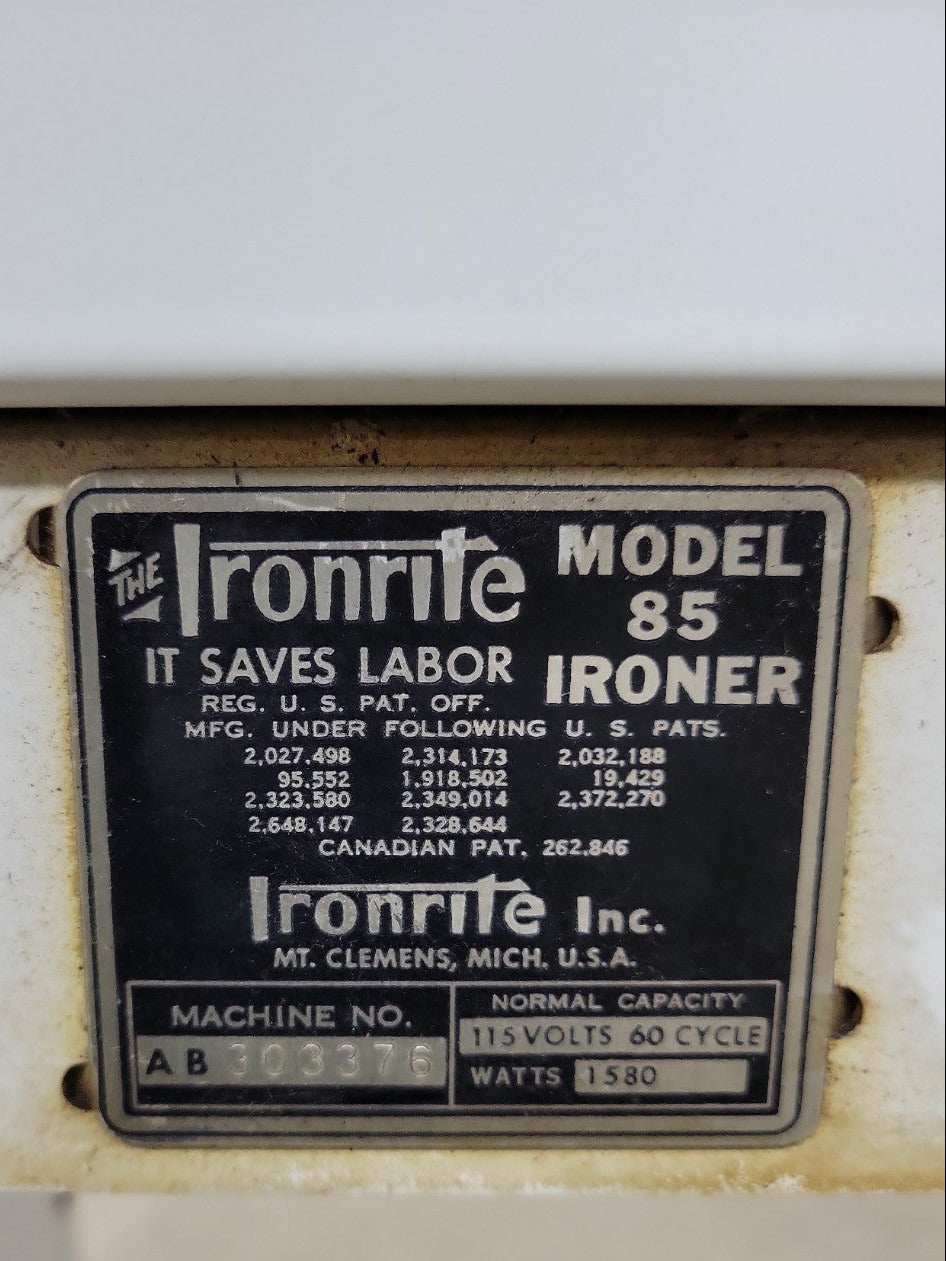 THE Ironrite
MODEL
85
IRONER
IT SAVES LABOR
REG. U. S. PAT. OFF.
MFG. UNDER FOLLOWING U. S. PATS.
2,027,498 2,314,173 2,032,188
95,552 1,918,502 19,429
2,323,580 2,349,014 2,372,270
2,648,147 2,328,644
CANADIAN PAT. 262,846
Ironrite Inc.
MT. CLEMENS, MICH. U.S.A.
MACHINE NO.
AB 303376
NORMAL CAPACITY
115 VOLTS 60 CYCLE
WATTS 1580